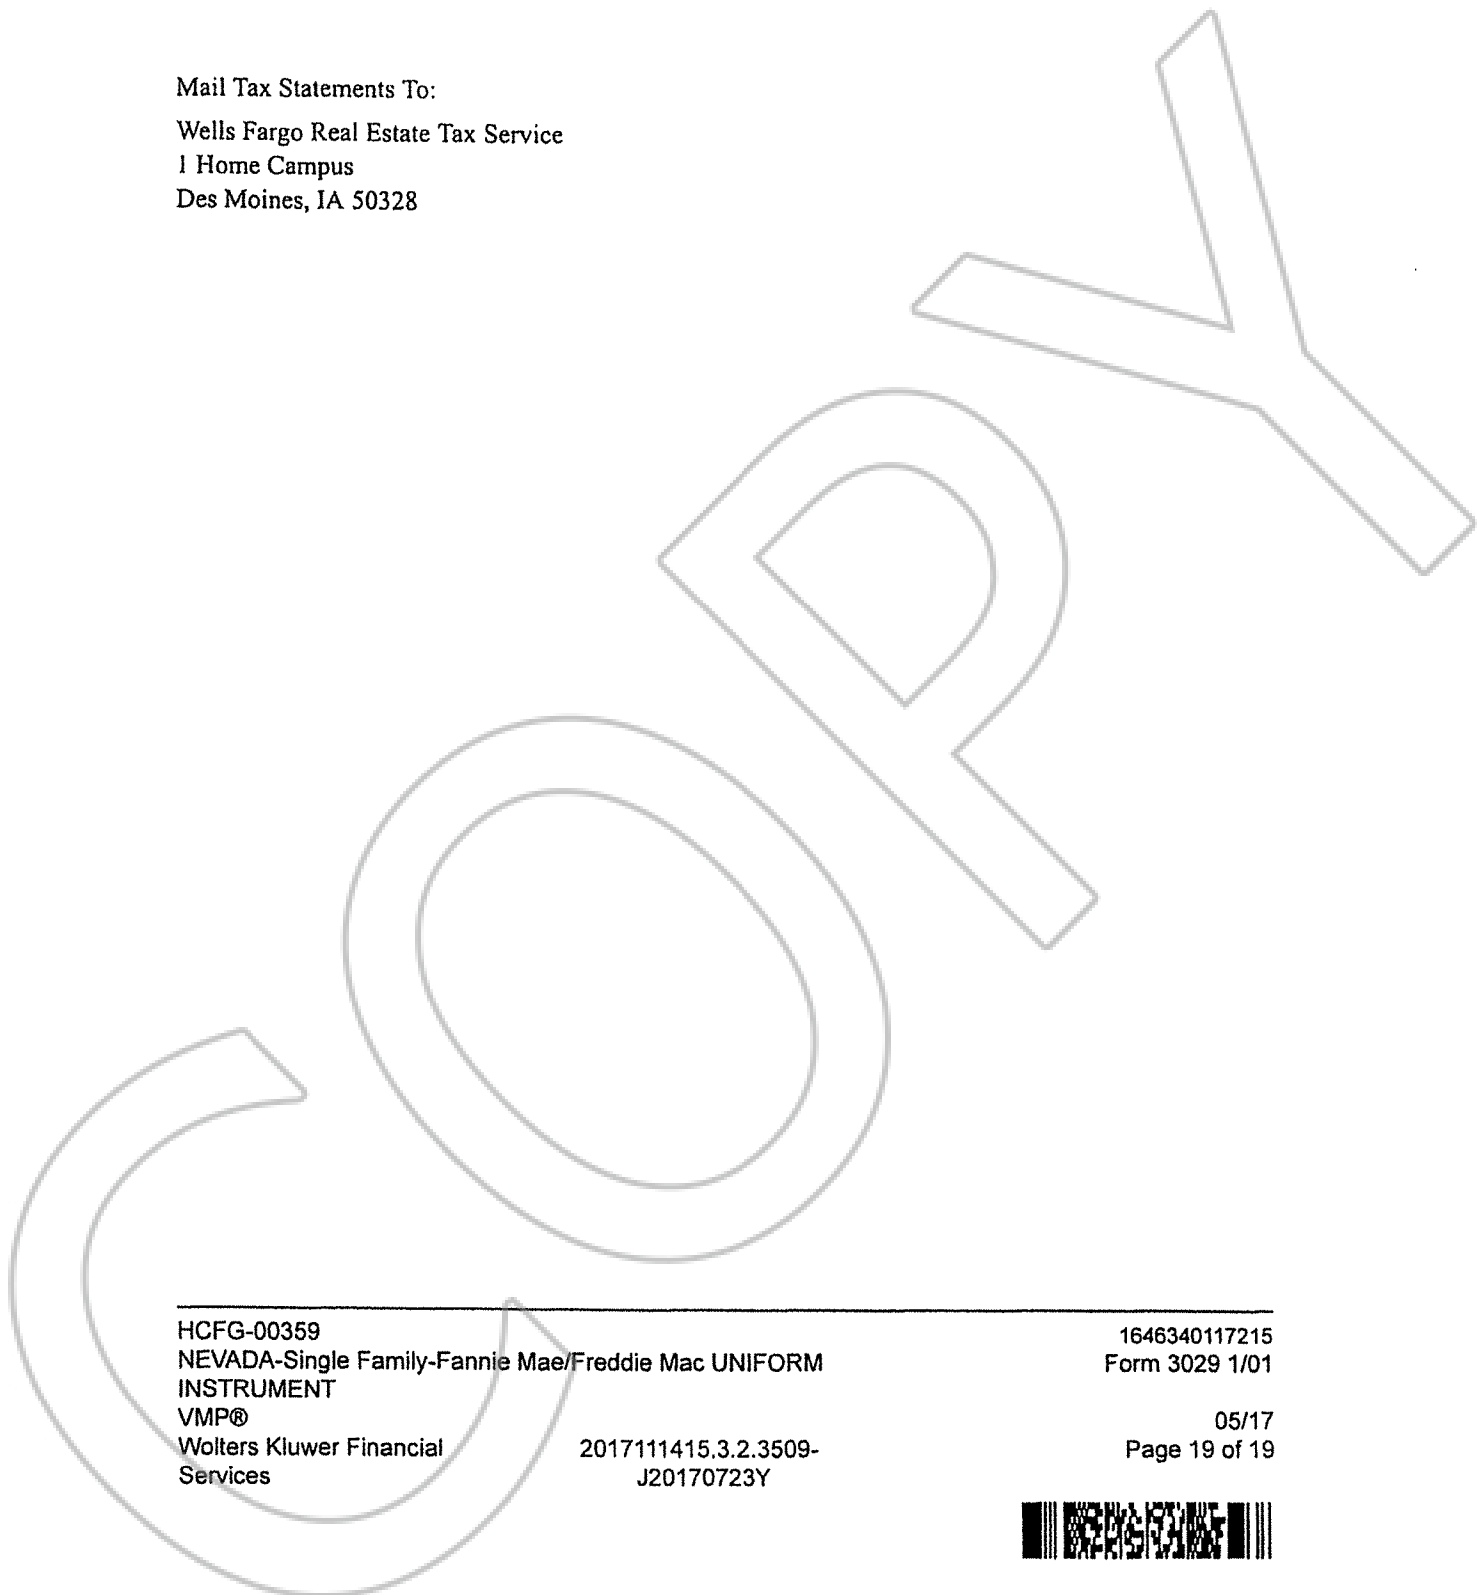 Mail Tax Statements To:
Wells Fargo Real Estate Tax Service
1 Home Campus
Des Moines, IA 50328
COPY
HCFG-00359
1646340117215
NEVADA-Single Family-Fannie Mae/Freddie Mac UNIFORM
Form 3029 1/01
INSTRUMENT
VMP®
05/17
Wolters Kluwer Financial
2017111415.3.2.3509-
Page 19 of 19
Services
J20170723Y